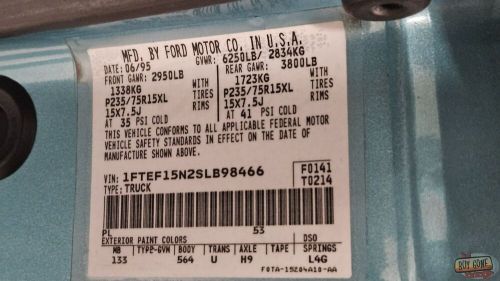 MFD. BY FORD MOTOR CO. IN U.S.A.
DATE: 06/95 GVWR: 6250LB/ 2834KG
FRONT GAWR: 2950LB REAR GAWR: 3800LB
1338KG WITH 1723KG WITH
P235/75R15XL TIRES P235/75R15XL TIRES
15X7.5J RIMS 15X7.5J RIMS
AT 35 PSI COLD AT 41 PSI COLD
THIS VEHICLE CONFORMS TO ALL APPLICABLE FEDERAL MOTOR
VEHICLE SAFETY STANDARDS IN EFFECT ON THE DATE OF
MANUFACTURE SHOWN ABOVE.
VIN: 1FTEF15N2SLB98466 F0141
TYPE: TRUCK T0214
PL 53
EXTERIOR PAINT COLORS DSO
WB TYPE-GVW BODY TRANS AXLE TAPE SPRINGS
133 564 U H9 L4G
F0TA-15Z04A10-AA
BUY GONE